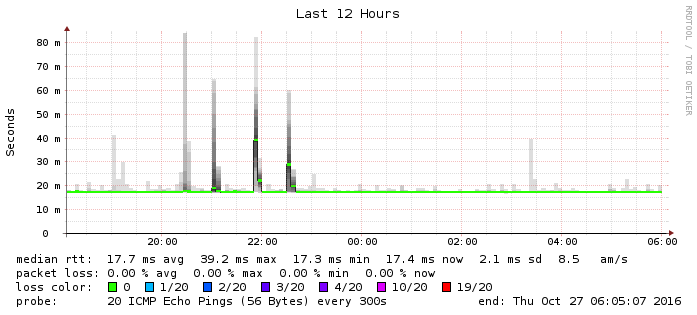 Last 12 Hours
RRDTOOL / TOBI OETIKER
Seconds
80 m
70 m
60 m
50 m
40 m
30 m
20 m
10 m
0
20:00 22:00 00:00 02:00 04:00 06:00
median rtt: 17.7 ms avg 39.2 ms max 17.3 ms min 17.4 ms now 2.1 ms sd 8.5 am/s
packet loss: 0.00 % avg 0.00 % max 0.00 % min 0.00 % now
loss color: 0 1/20 2/20 3/20 4/20 10/20 19/20
probe: 20 ICMP Echo Pings (56 Bytes) every 300s end: Thu Oct 27 06:05:07 2016